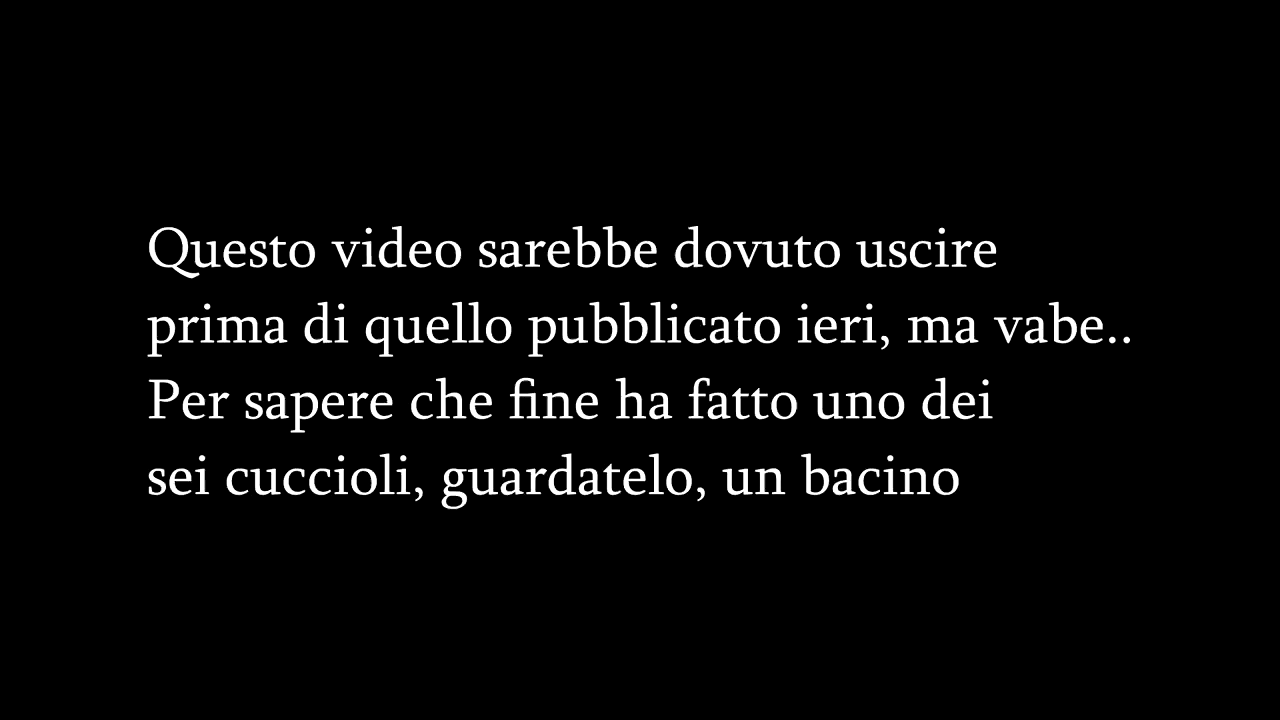 Questo video sarebbe dovuto uscire
prima di quello pubblicato ieri, ma vabe..
Per sapere che fine ha fatto uno dei
sei cuccioli, guardatelo, un bacino